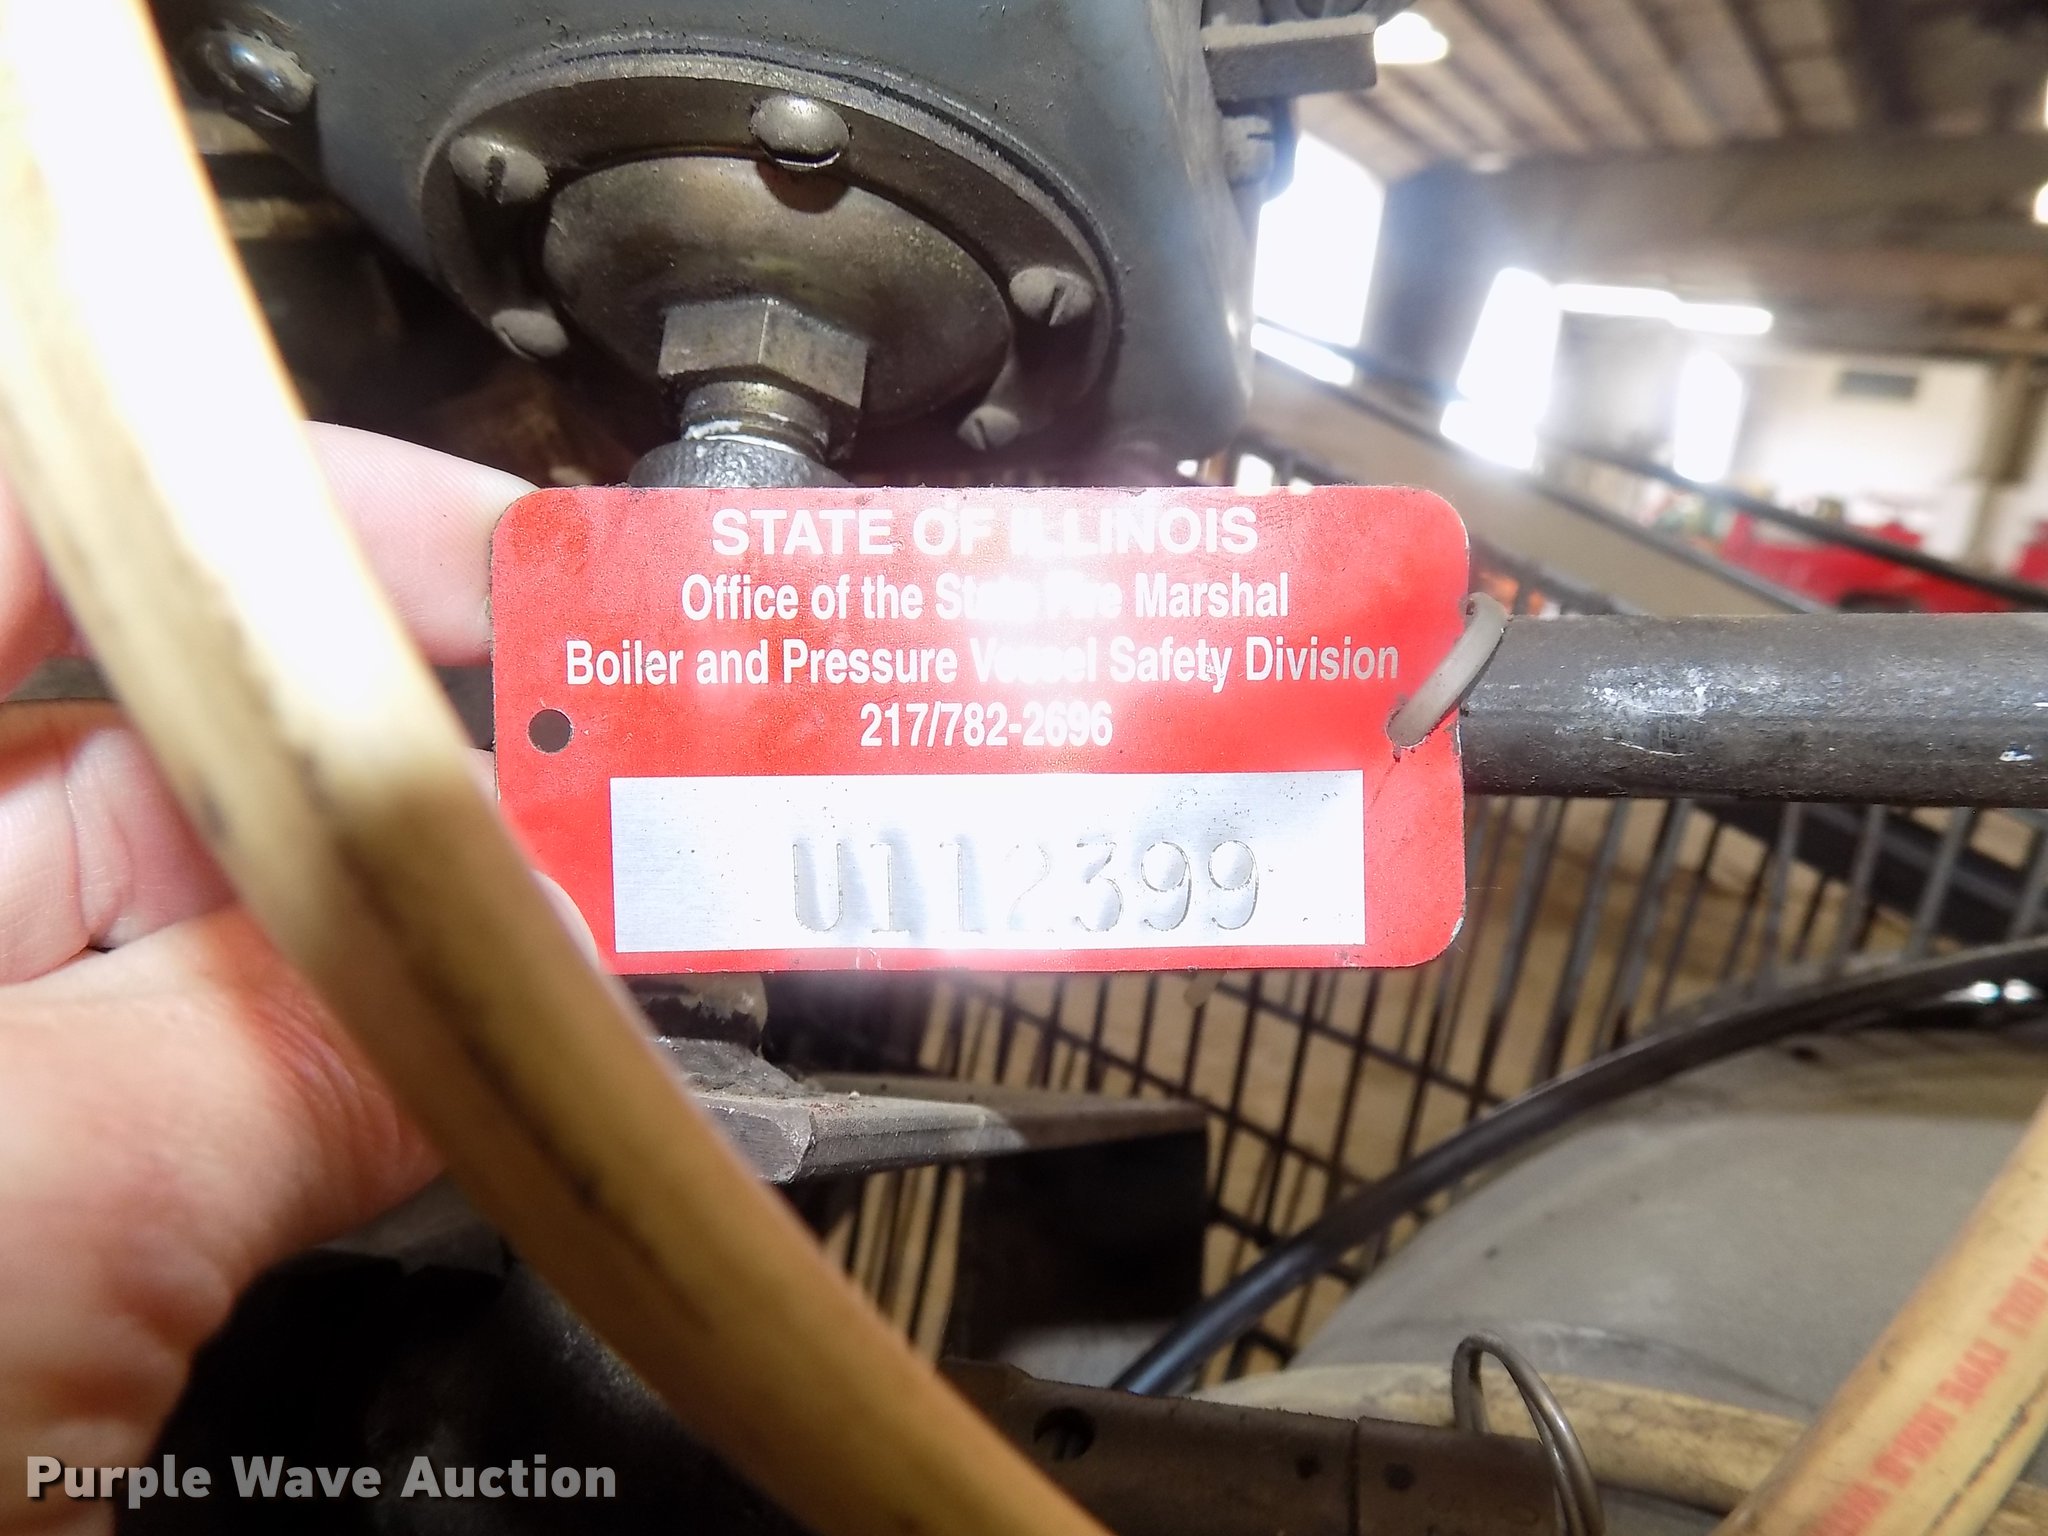 STATE OF ILLINOIS
Office of the State Fire Marshal
Boiler and Pressure Vessel Safety Division
217/782-2696
U112399
Purple Wave Auction